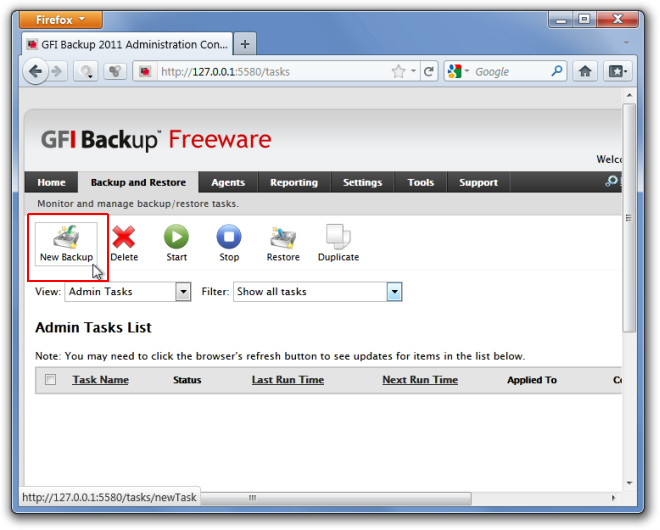 Firefox
GFI Backup 2011 Administration Con...
http://127.0.0.1:5580/tasks
Google
GFI Backup™ Freeware
Home Backup and Restore Agents Reporting Settings Tools Support
Monitor and manage backup/restore tasks.
New Backup Delete Start Stop Restore Duplicate
View: Admin Tasks Filter: Show all tasks
Admin Tasks List
Note: You may need to click the browser's refresh button to see updates for items in the list below.
Task Name Status Last Run Time Next Run Time Applied To
http://127.0.0.1:5580/tasks/newTask